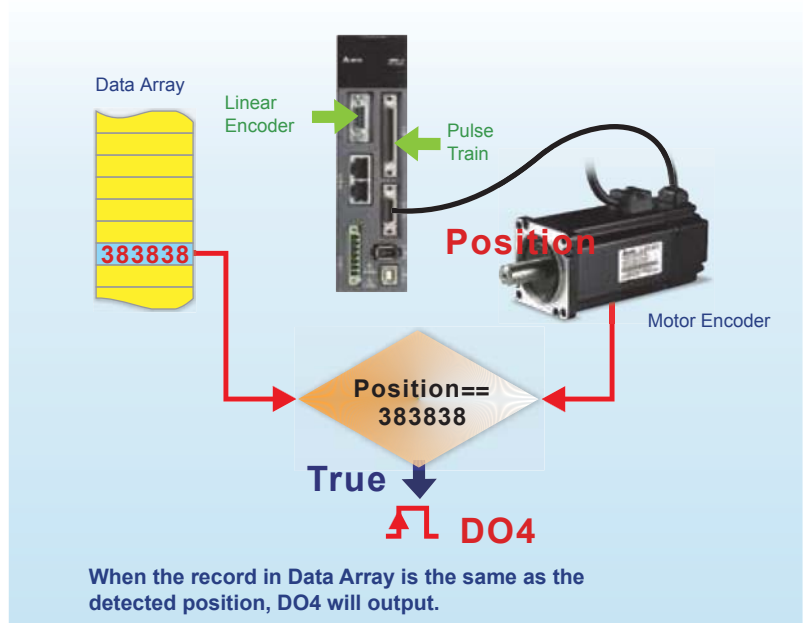 Data Array
Linear
Encoder
Pulse
Train
383838
Position
Motor Encoder
Position==
383838
True
DO4
When the record in Data Array is the same as the
detected position, DO4 will output.